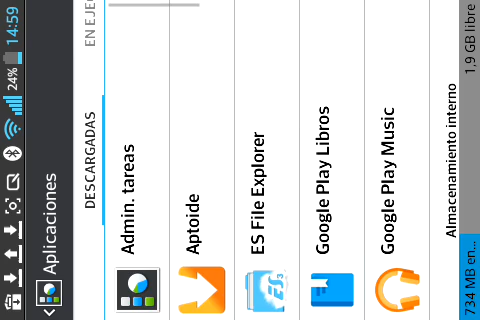 24% 14:59
Aplicaciones
DESCARGADAS
EN EJEC
Admin. tareas
Aptoide
ES File Explorer
Google Play Libros
Google Play Music
Almacenamiento interno
734 MB en... 1,9 GB libre